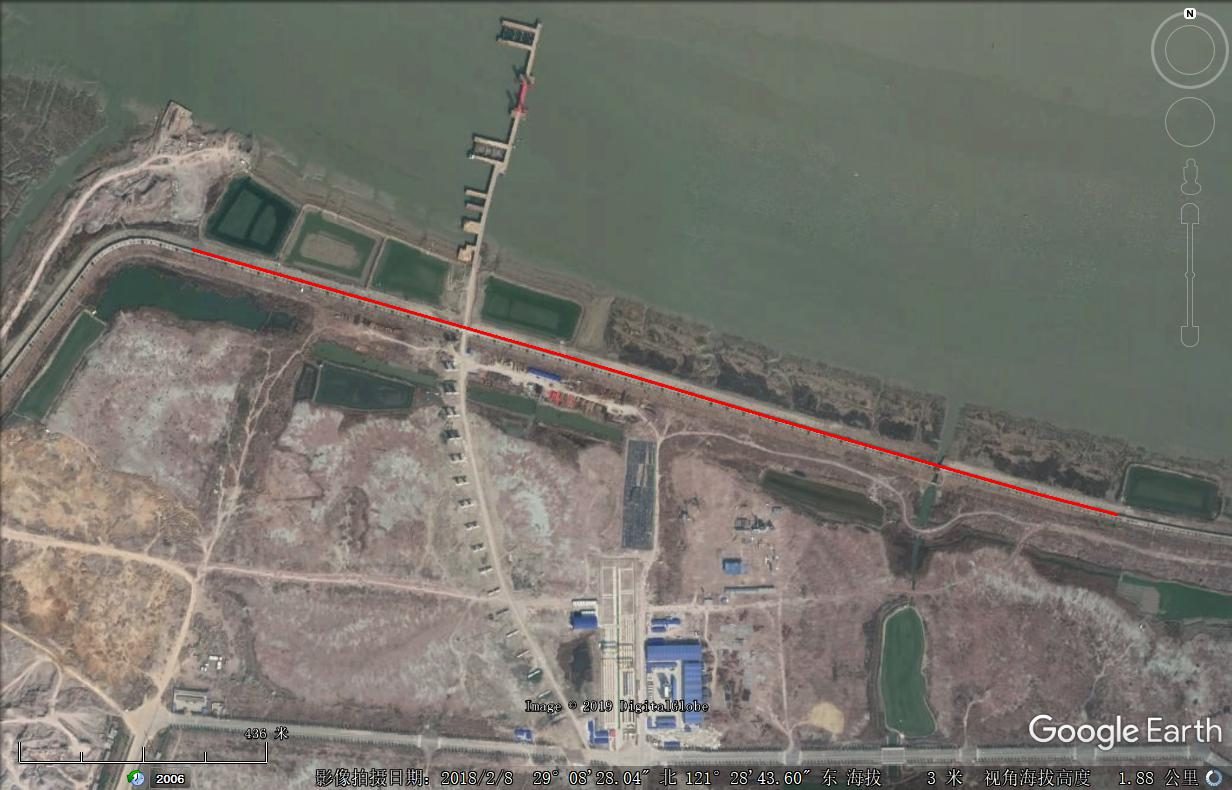 N
Image © 2019 DigitalGlobe
Google Earth
436 米
2006
影像拍摄日期: 2018/2/8 29° 08′28.04″ 北 121° 28′43.60″ 东 海拔 3 米 视角海拔高度 1.88 公里